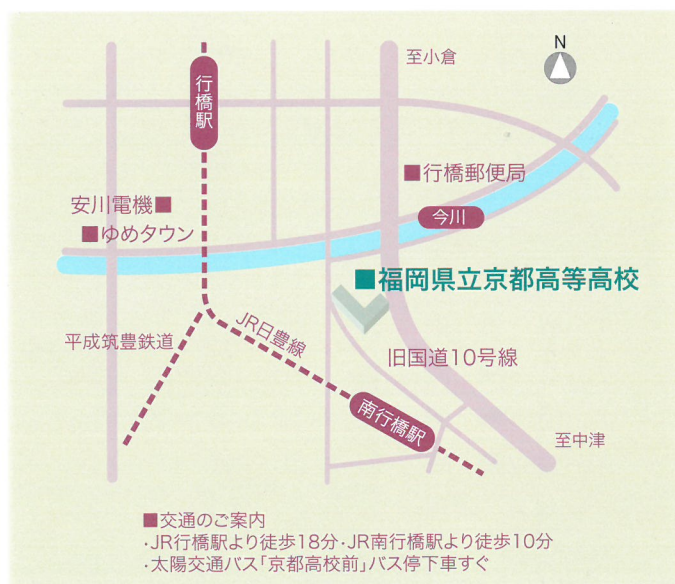 N
至小倉
行橋駅
行橋郵便局
安川電機
今川
ゆめタウン
福岡県立京都高等高校
平成筑豊鉄道
JR日豊線
旧国道10号線
南行橋駅
至中津
■交通のご案内
・JR行橋駅より徒歩18分・JR南行橋駅より徒歩10分
・太陽交通バス「京都高校前」バス停下車すぐ